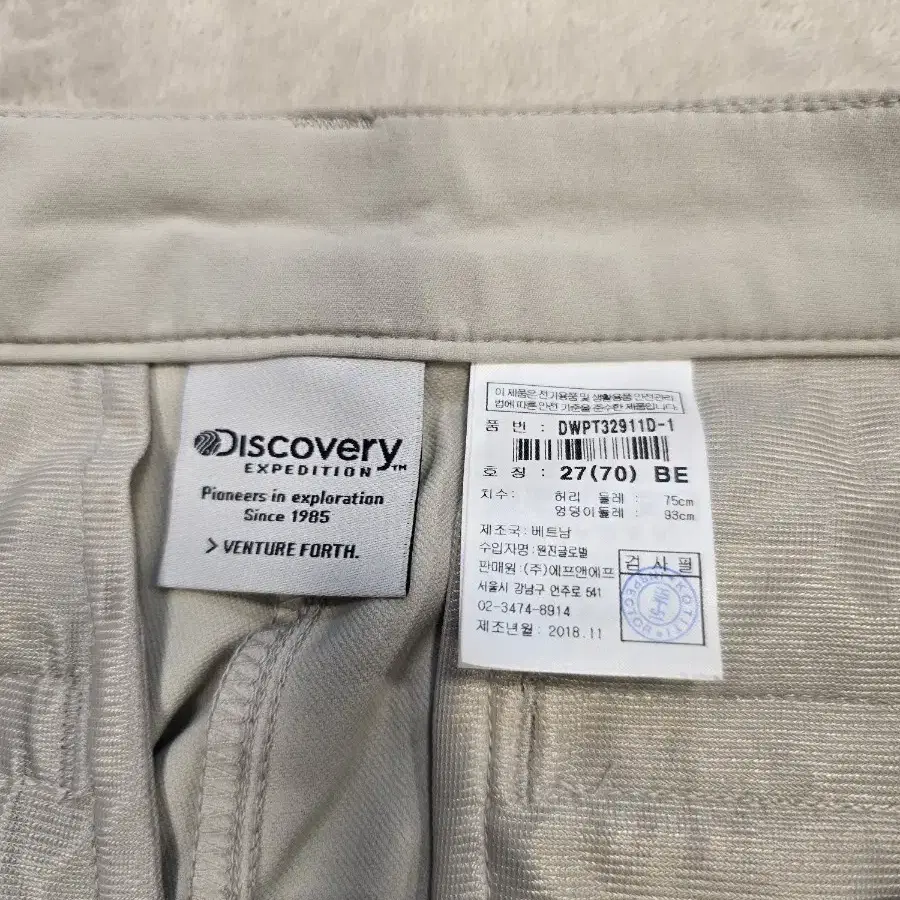 DISCOVERY
EXPEDITION™
Pioneers in exploration
Since 1985
> VENTURE FORTH.
이 제품은 전기용품 및 생활용품 안전관리
법에 따른 안전 기준을 준수한 제품입니다.
품 번 : DWPT32911D-1
호 칭 : 27(70) BE
치수: 허리 둘레 : 75cm
엉덩이둘레 : 93cm
제조국: 베트남
수입자명: 원진글로벌
판매원: (주)에프앤에프
서울시 강남구 언주로 541
02-3474-8914
제조년월: 2018.11
검 사 필
INSPECTOR